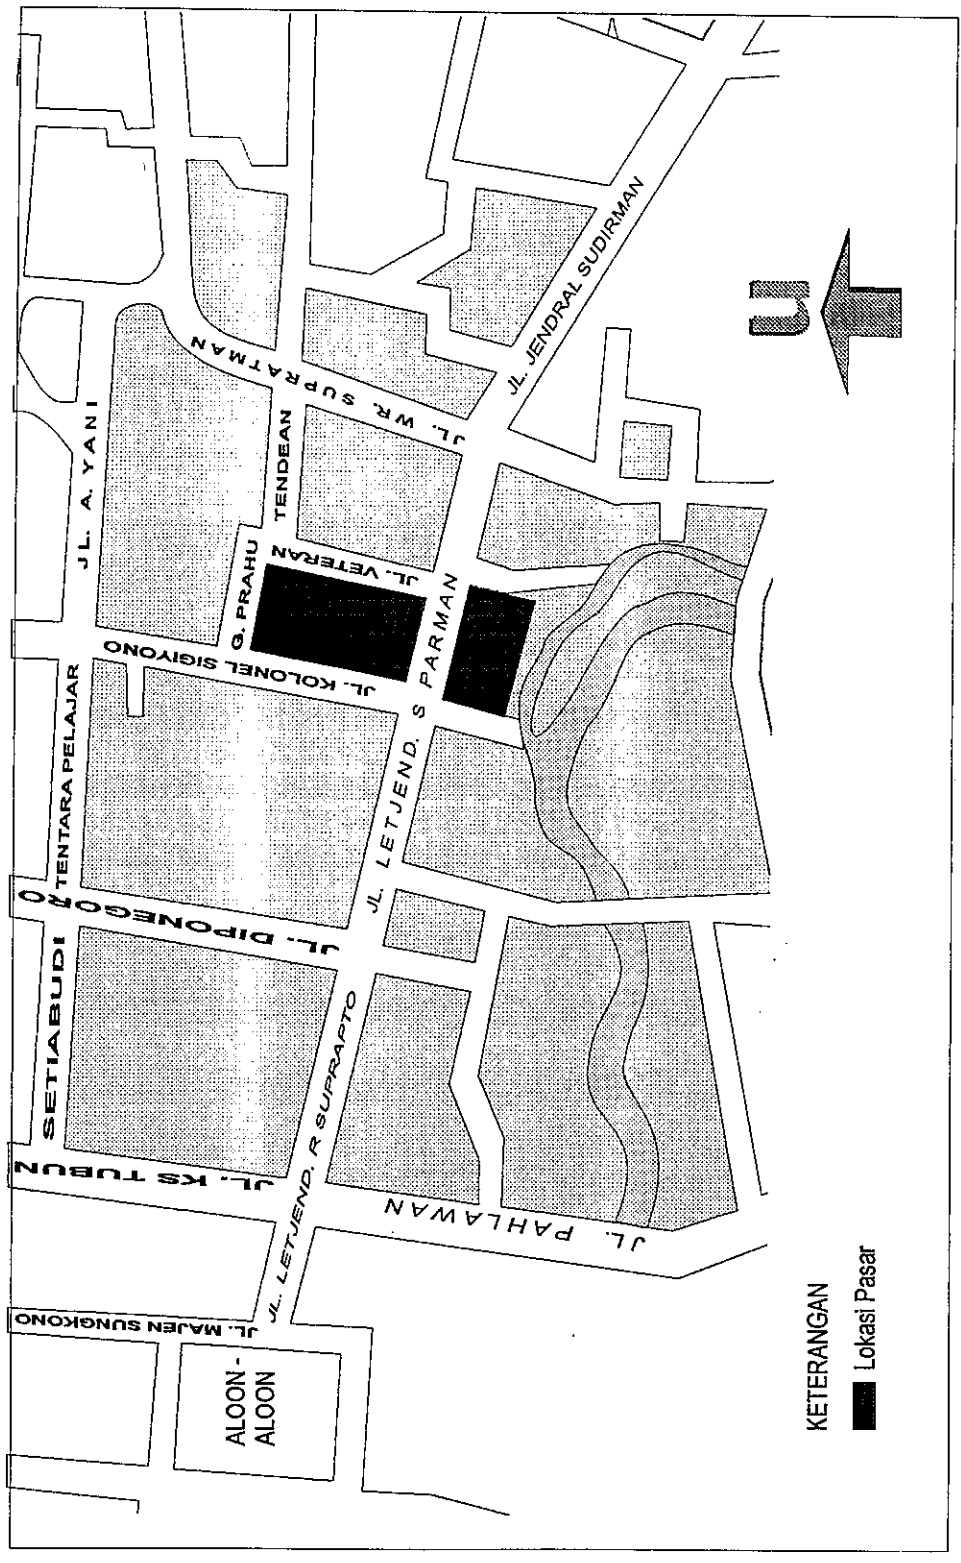 SETIABUDI
TENTARA PELAJAR
JL. A. YANI
JL. MAJEN SUNGKONO
JL. KS TUBUN
JL. DIPONEGORO
JL. KOLONEL SIGIYONO
G. PRAHU
JL. VETERAN
TENDEAN
JL. WR. SUPRATMAN
ALOON -
ALOON
JL. LETJEND. R SUPRAPTO
JL. LETJEND. S PARMAN
JL. JENDRAL SUDIRMAN
JL. PAHLAWAN
u
KETERANGAN
Lokasi Pasar